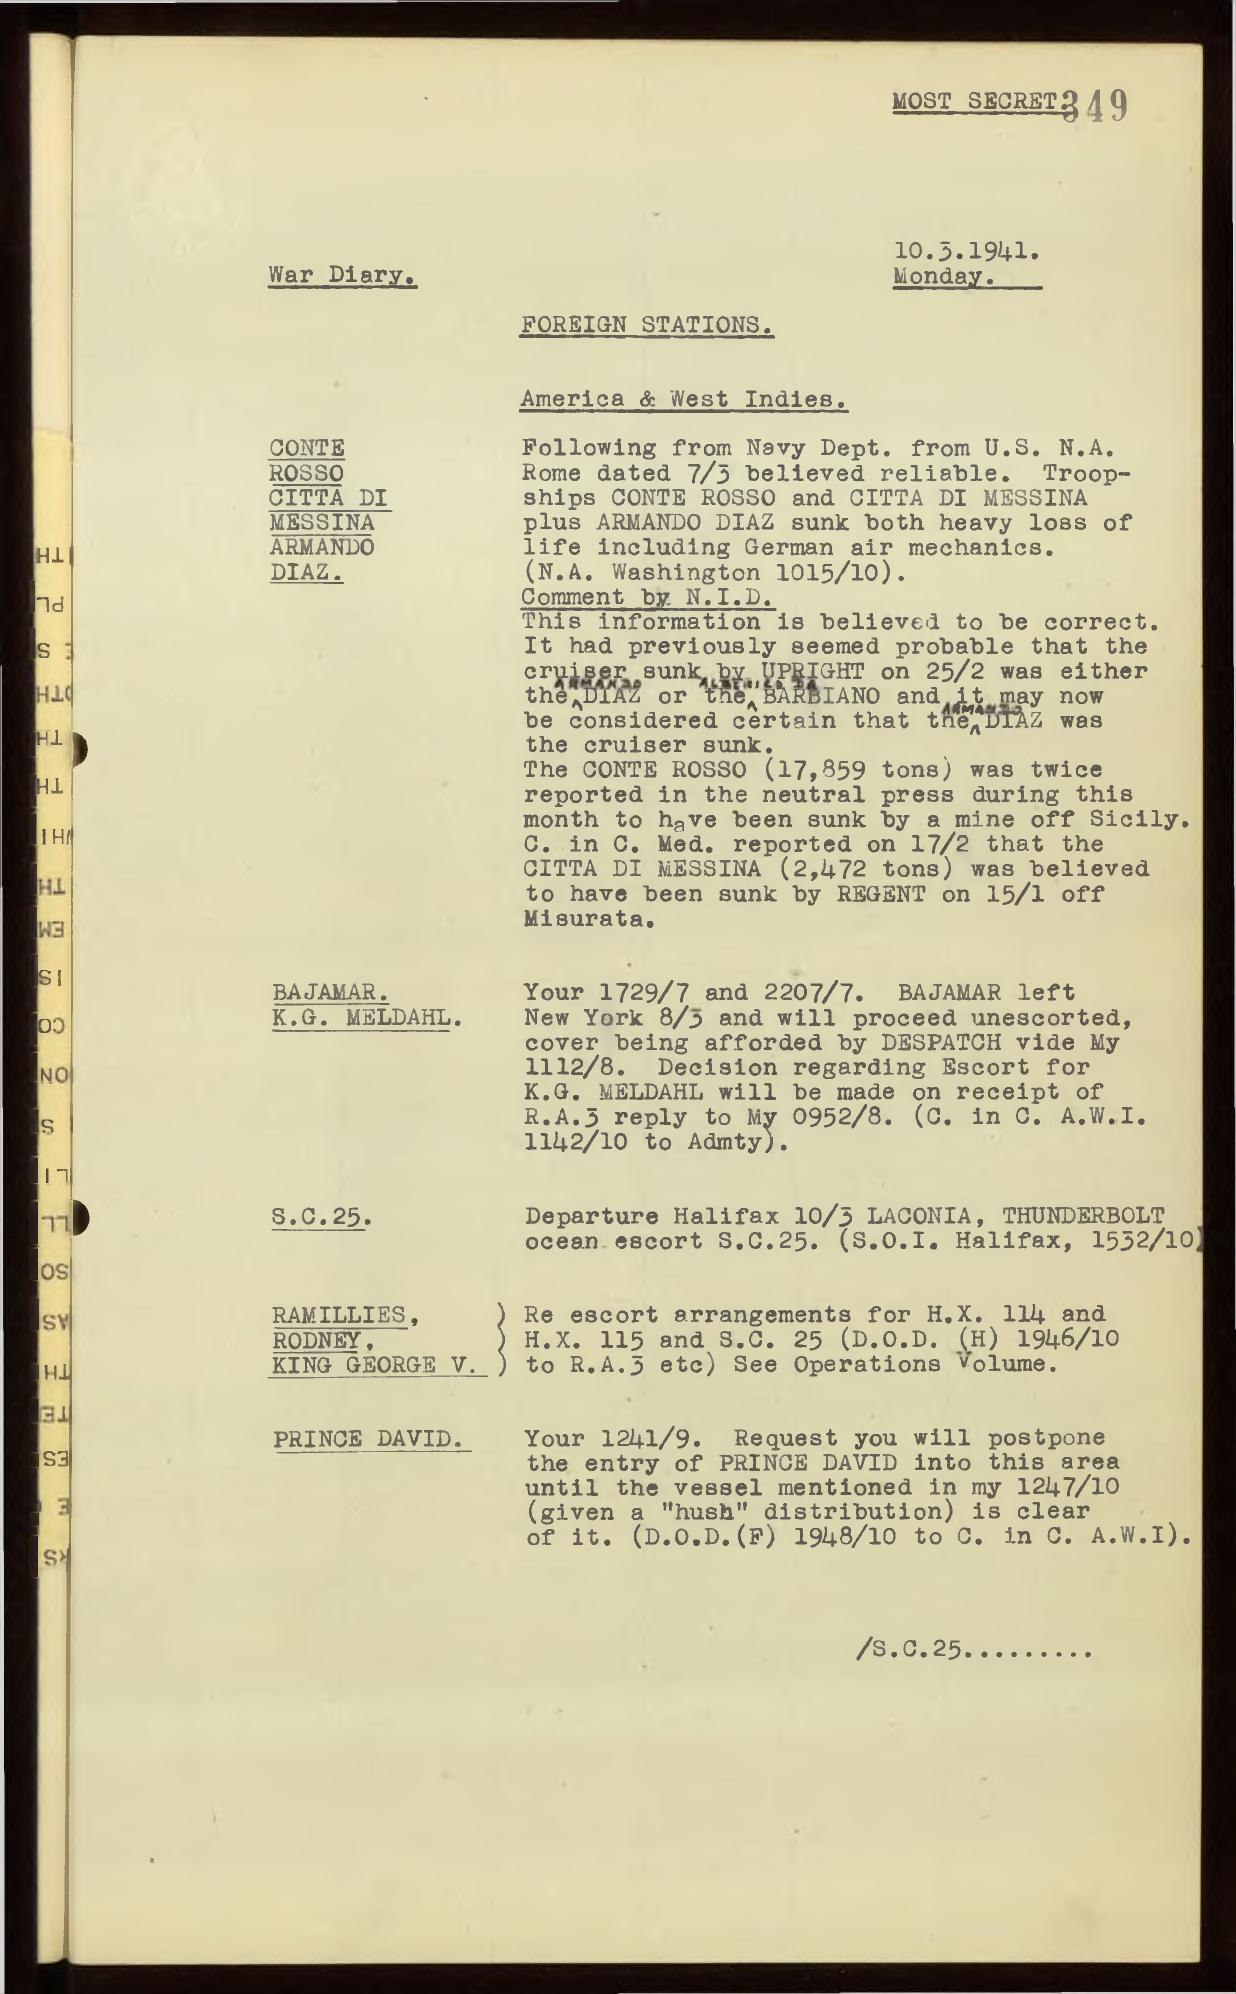 MOST SECRET.
349
10.3.1941.
War Diary.
Monday.
FOREIGN STATIONS.
America & West Indies.
CONTE
ROSSO
CITTA DI
MESSINA
ARMANDO
DIAZ.
Following from Navy Dept. from U.S. N.A.
Rome dated 7/3 believed reliable. Troop-
ships CONTE ROSSO and CITTA DI MESSINA
plus ARMANDO DIAZ sunk both heavy loss of
life including German air mechanics.
(N.A. Washington 1015/10).
Comment by N.I.D.
This information is believed to be correct.
It had previously seemed probable that the
cruiser sunk by UPRIGHT on 25/2 was either
the ARMANDO DIAZ or the ALBERICO DA BARBIANO and it may now
be considered certain that the ARMANDO DIAZ was
the cruiser sunk.
The CONTE ROSSO (17,859 tons) was twice
reported in the neutral press during this
month to have been sunk by a mine off Sicily.
C. in C. Med. reported on 17/2 that the
CITTA DI MESSINA (2,472 tons) was believed
to have been sunk by REGENT on 15/1 off
Misurata.
BAJAMAR.
K.G. MELDAHL.
Your 1729/7 and 2207/7. BAJAMAR left
New York 8/3 and will proceed unescorted,
cover being afforded by DESPATCH vide My
1112/8. Decision regarding Escort for
K.G. MELDAHL will be made on receipt of
R.A.3 reply to My 0952/8. (C. in C. A.W.I.
1142/10 to Admty).
S.C.25.
Departure Halifax 10/3 LACONIA, THUNDERBOLT
ocean escort S.C.25. (S.O.I. Halifax, 1532/10)
RAMILLIES, )
RODNEY, )
KING GEORGE V. )
Re escort arrangements for H.X. 114 and
H.X. 115 and S.C. 25 (D.O.D. (H) 1946/10
to R.A.3 etc) See Operations Volume.
PRINCE DAVID.
Your 1241/9. Request you will postpone
the entry of PRINCE DAVID into this area
until the vessel mentioned in my 1247/10
(given a "hush" distribution) is clear
of it. (D.O.D.(F) 1948/10 to C. in C. A.W.I).
/S.C.25.........